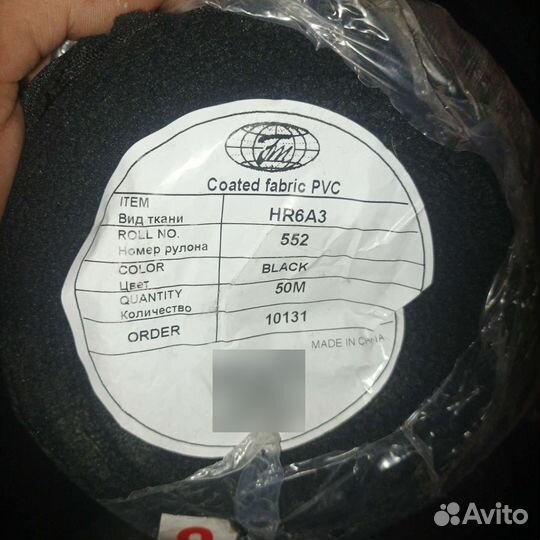 Jm
Coated fabric PVC
ITEM
Вид ткани HR6A3
ROLL NO.
Номер рулона 552
COLOR
Цвет BLACK
QUANTITY
Количество 50M
ORDER 10131
MADE IN CHINA
Avito